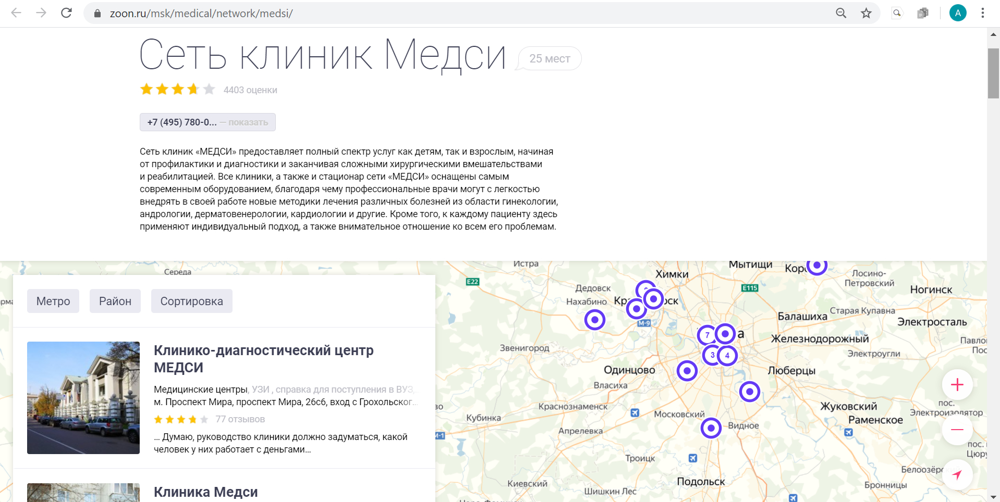 zoon.ru/msk/medical/network/medsi/
A
Сеть клиник Медси
25 мест
4403 оценки
+7 (495) 780-0... — показать
Сеть клиник «МЕДСИ» предоставляет полный спектр услуг как детям, так и взрослым, начиная
от профилактики и диагностики и заканчивая сложными хирургическими вмешательствами
и реабилитацией. Все клиники, а также и стационар сети «МЕДСИ» оснащены самым
современным оборудованием, благодаря чему профессиональные врачи могут с легкостью
внедрять в своей работе новые методики лечения различных болезней из области гинекологии,
андрологии, дерматовенерологии, кардиологии и другие. Кроме того, к каждому пациенту здесь
применяют индивидуальный подход, а также внимательное отношение ко всем его проблемам.
Середа
Метро
Район
Сортировка
Клинико-диагностический центр
МЕДСИ
Медицинские центры, УЗИ , справка для поступления в ВУЗ,...
м. Проспект Мира, проспект Мира, 26с6, вход с Грохольског...
77 отзывов
... Думаю, руководство клиники должно задуматься, какой
человек у них работает с деньгами...
Клиника Медси
Истра
Мытищи
Химки
Лосино-
Петровский
E22
E115
Дедовск
Ногинск
Нахабино
Старая Купавна
Балашиха
Электросталь
М-9
7
Железнодорожный
Звенигород
Электроугли
3
4
Одинцово
Люберцы
Власиха
Краснознаменск
Жуковский
пос.
Электроизолятор
Московский
Кубинка
Раменское
Видное
Апрелевка
Троицк
Белоозёрс
Подольск
Киевский
Бронницы
Шишкин Лес